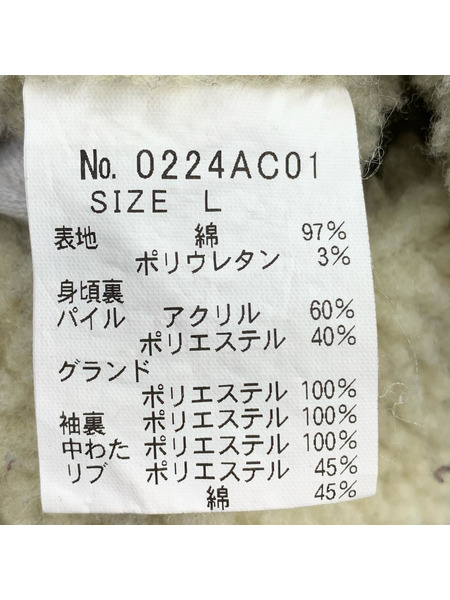 No. 0224AC01
SIZE L
表地 綿 97%
ポリウレタン 3%
身頃裏
パイル アクリル 60%
ポリエステル 40%
グランド
ポリエステル 100%
袖裏 ポリエステル 100%
中わた ポリエステル 100%
リブ ポリエステル 45%
綿 45%